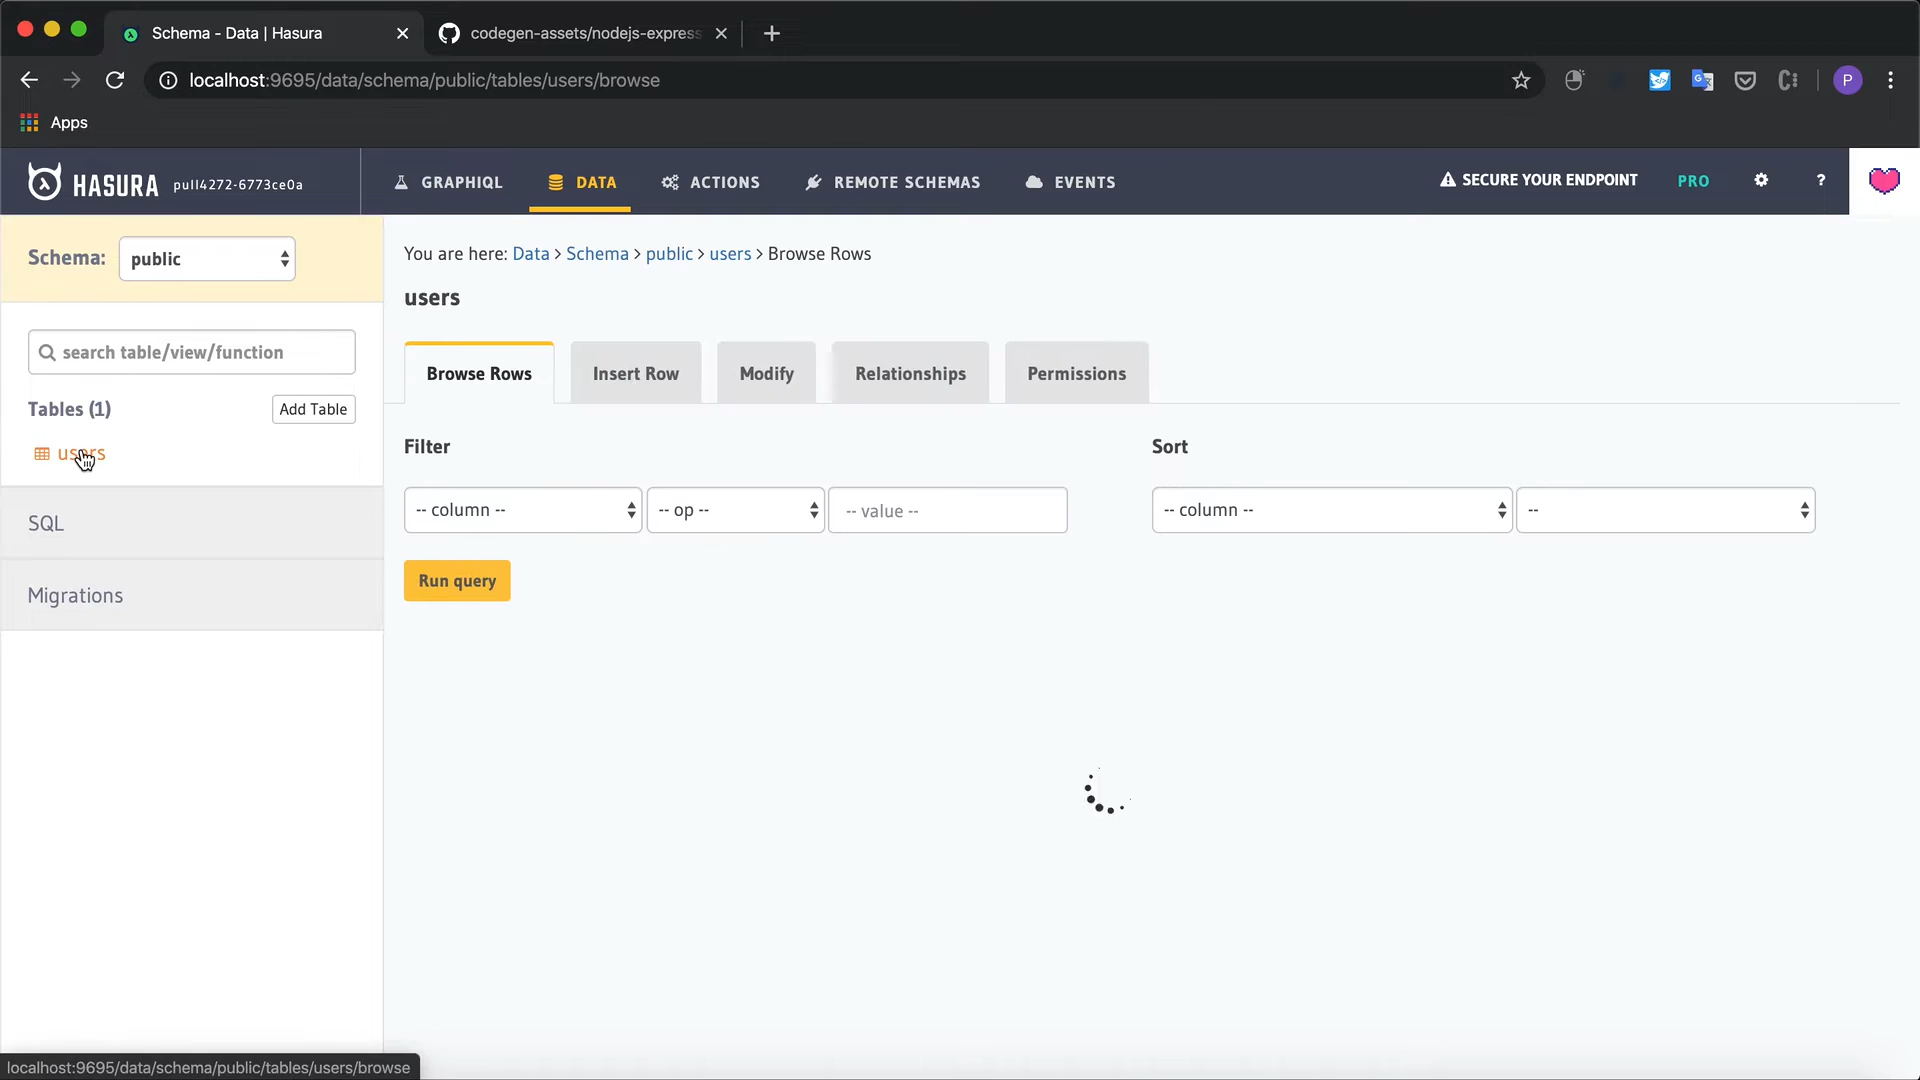 Schema - Data | Hasura
codegen-assets/nodejs-express
localhost:9695/data/schema/public/tables/users/browse
P
Apps
HASURA pull4272-6773ce0a
GRAPHIQL
DATA
ACTIONS
REMOTE SCHEMAS
EVENTS
SECURE YOUR ENDPOINT
PRO
?
Schema: public
You are here: Data > Schema > public > users > Browse Rows
users
search table/view/function
Browse Rows
Insert Row
Modify
Relationships
Permissions
Tables (1)
Add Table
users
Filter
Sort
-- column --
-- op --
-- value --
-- column --
--
SQL
Run query
Migrations
localhost:9695/data/schema/public/tables/users/browse